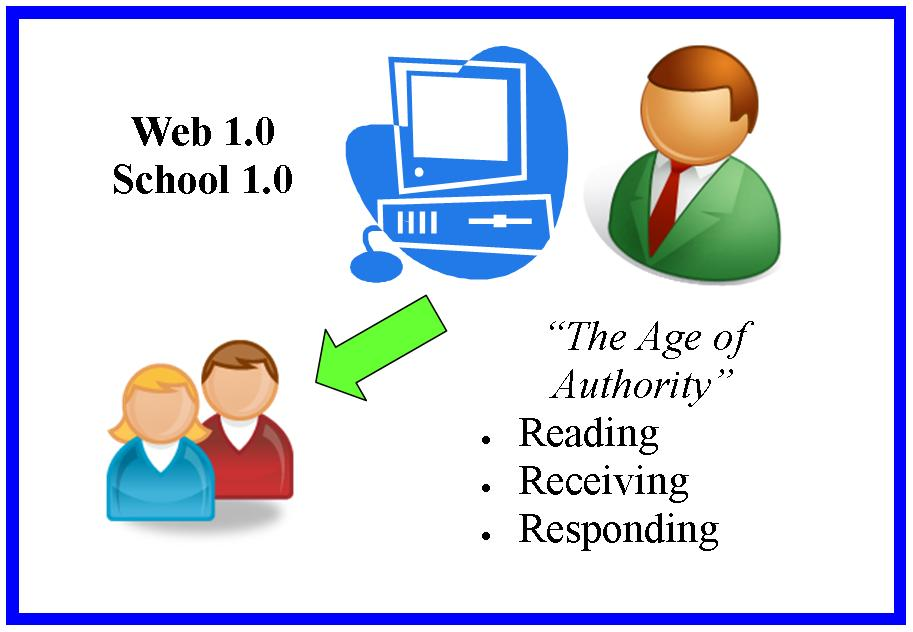 Web 1.0
School 1.0
“The Age of
Authority”
• Reading
• Receiving
• Responding